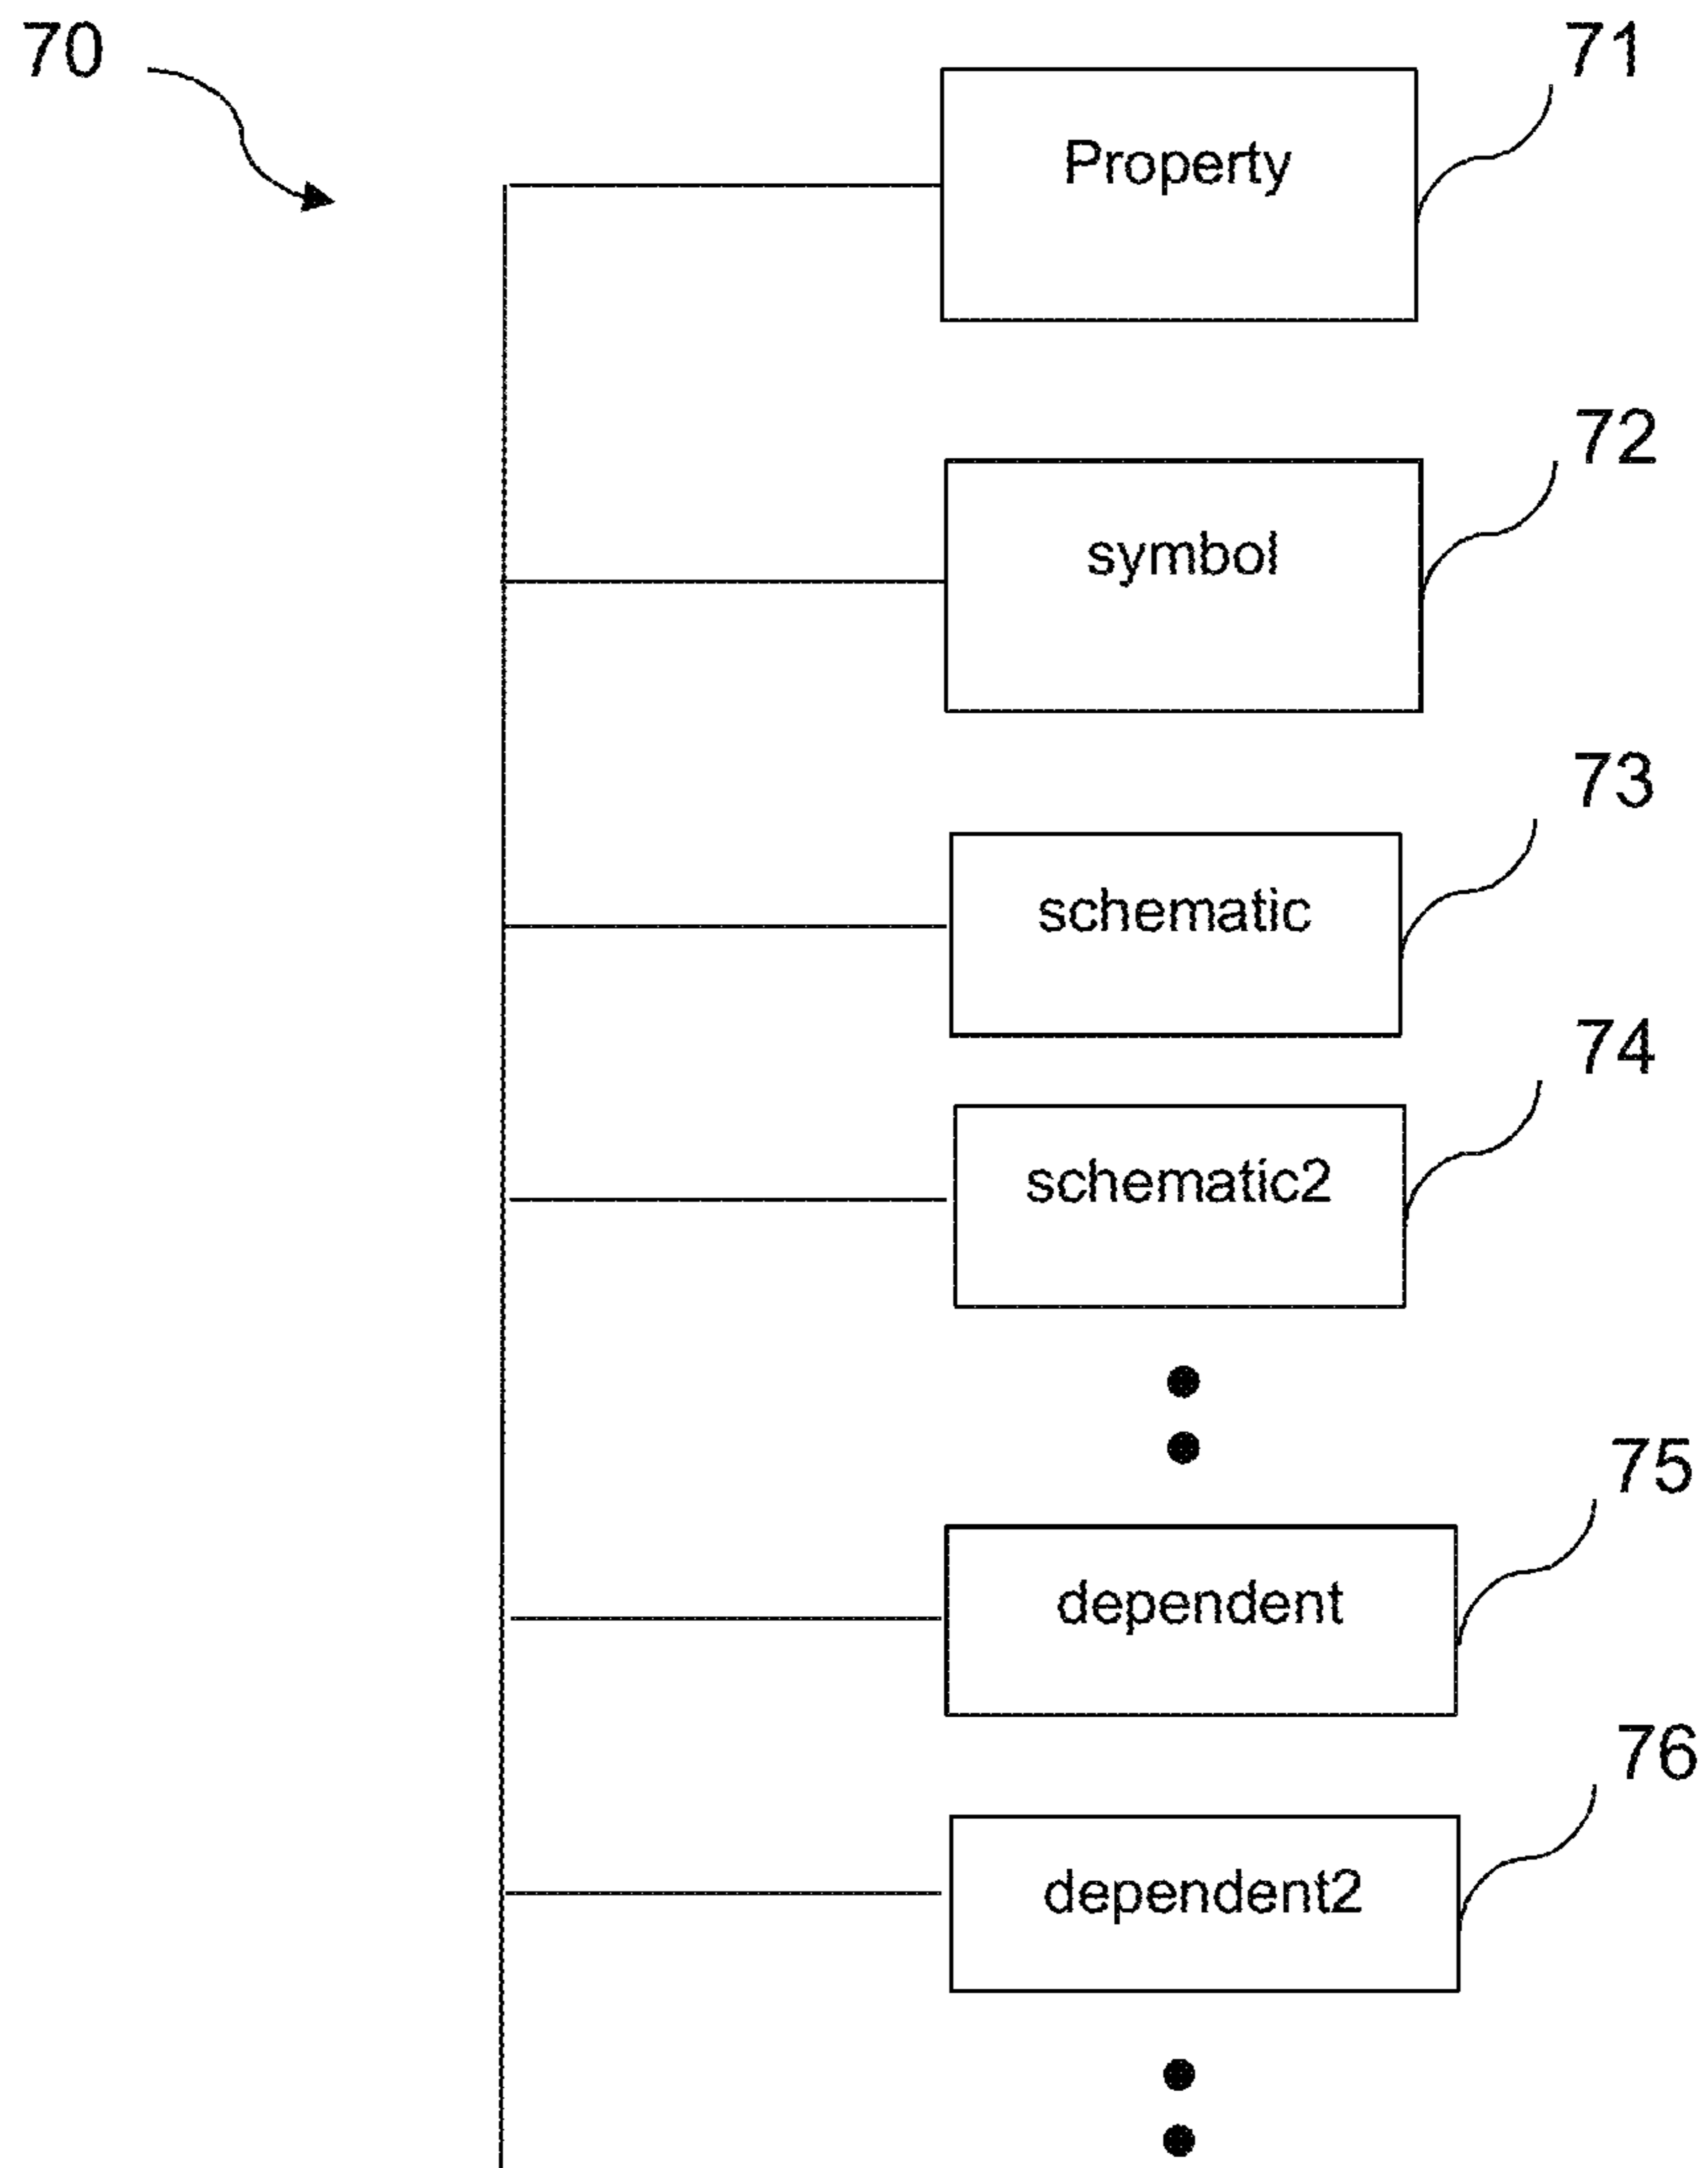 70
71
Property
72
symbol
73
schematic
74
schematic2
75
dependent
76
dependent2